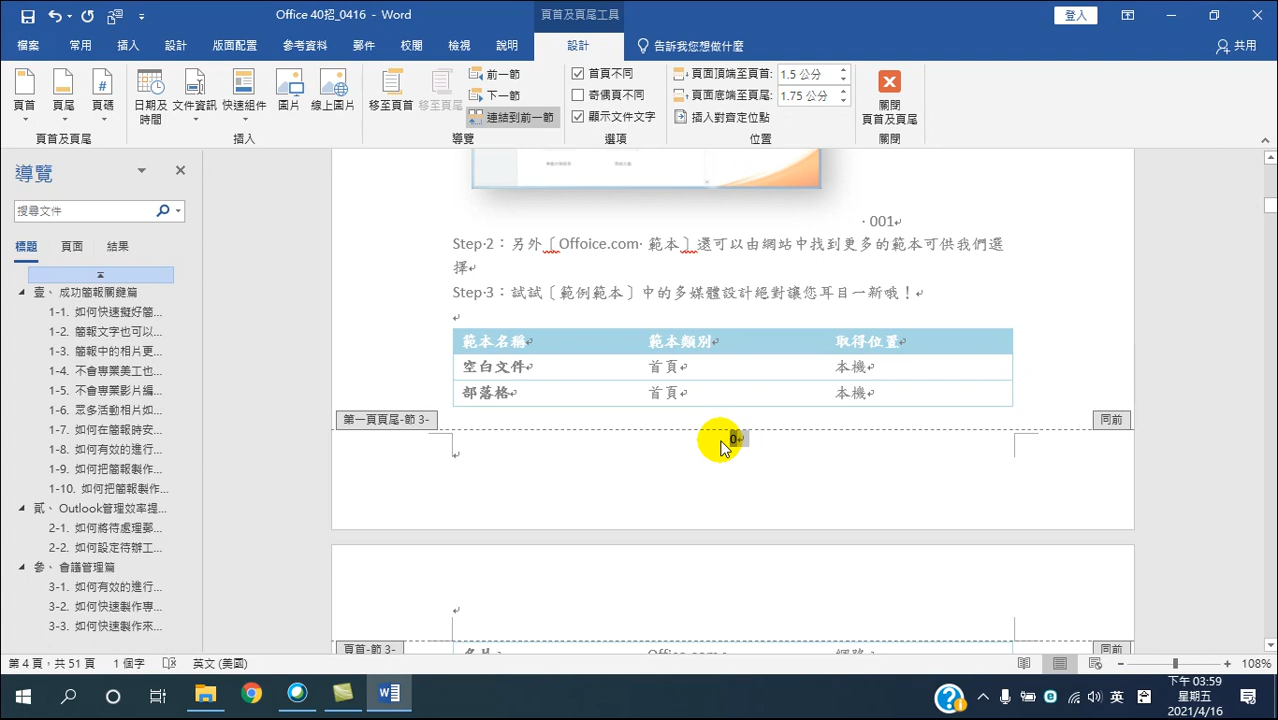 Office 40招_0416 - Word
頁首及頁尾工具
登入
檔案 常用 插入 設計 版面配置 參考資料 郵件 校閱 檢視 說明 設計 告訴我您想做什麼 共用
頁首 頁尾 頁碼 日期及時間 文件資訊 快速組件 圖片 線上圖片 移至頁首 移至頁尾
前一節
下一節
連結到前一節
首頁不同
奇偶頁不同
顯示文件文字
頁面頂端至頁首: 1.5 公分
頁面底端至頁尾: 1.75 公分
插入對齊定位點
關閉
頁首及頁尾
頁首及頁尾 插入 導覽 選項 位置 關閉
導覽
搜尋文件
標題 頁面 結果
壹、 成功簡報關鍵篇
1-1. 如何快速擬好簡...
1-2. 簡報文字也可以...
1-3. 簡報中的相片更...
1-4. 不會專業美工也...
1-5. 不會專業影片編...
1-6. 眾多活動相片如...
1-7. 如何在簡報時安...
1-8. 如何有效的進行...
1-9. 如何把簡報製作...
1-10. 如何把簡報製作...
貳、 Outlook管理效率提...
2-1. 如何將待處理郵...
2-2. 如何設定待辦工...
參、 會議管理篇
3-1. 如何有效的進行...
3-2. 如何快速製作專...
3-3. 如何快速製作來...
001
Step 2：另外〔Offoice.com 範本〕還可以由網站中找到更多的範本可供我們選
擇
Step 3：試試〔範例範本〕中的多媒體設計絕對讓您耳目一新哦！
範本名稱 範本類別 取得位置
空白文件 首頁 本機
部落格 首頁 本機
第一頁頁尾-節 3- 同前
0
頁首-節 3- 同前
名片 Office.com 網路
第 4 頁，共 51 頁 1 個字 英文 (美國) 108%
英
下午 03:59
星期五
2021/4/16